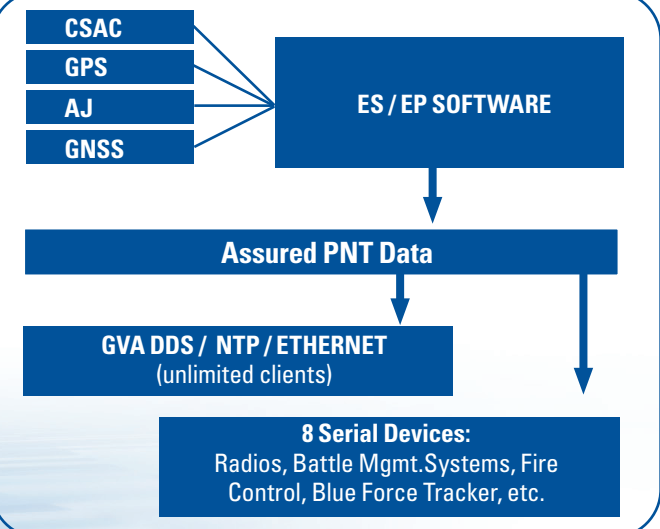 CSAC
GPS
AJ
GNSS
ES / EP SOFTWARE
Assured PNT Data
GVA DDS / NTP / ETHERNET
(unlimited clients)
8 Serial Devices:
Radios, Battle Mgmt.Systems, Fire
Control, Blue Force Tracker, etc.